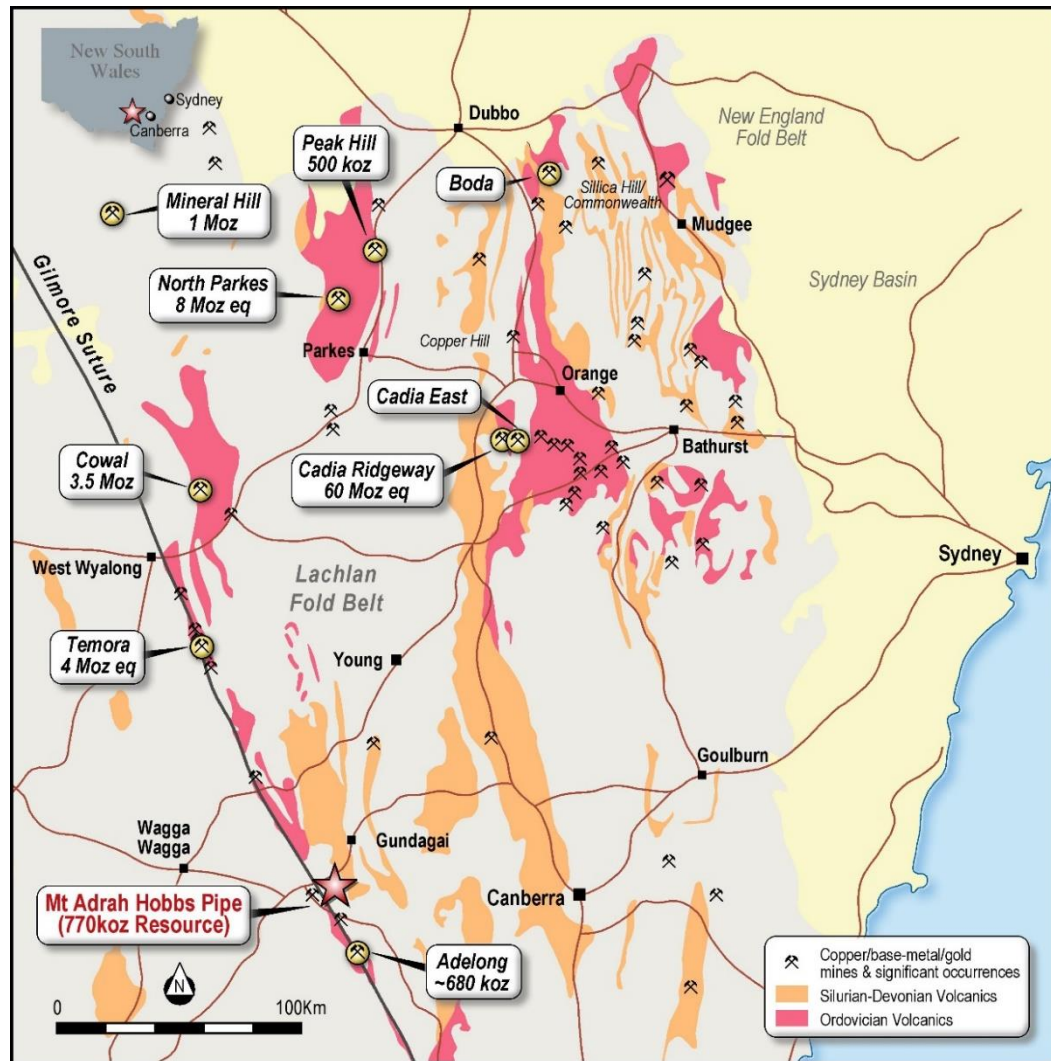 New South
Wales
Sydney
Canberra
Dubbo
New England
Fold Belt
Peak Hill
500 koz
Boda
Sillica Hill/
Commonwealth
Mineral Hill
1 Moz
Mudgee
Gilmore Suture
North Parkes
8 Moz eq
Sydney Basin
Parkes
Copper Hill
Orange
Cadia East
Bathurst
Cowal
3.5 Moz
Cadia Ridgeway
60 Moz eq
West Wyalong
Lachlan
Fold Belt
Sydney
Temora
4 Moz eq
Young
Goulburn
Wagga
Wagga
Gundagai
Mt Adrah Hobbs Pipe
(770koz Resource)
Canberra
Adelong
~680 koz
N
0 100Km
Copper/base-metal/gold
mines & significant occurrences
Silurian-Devonian Volcanics
Ordovician Volcanics